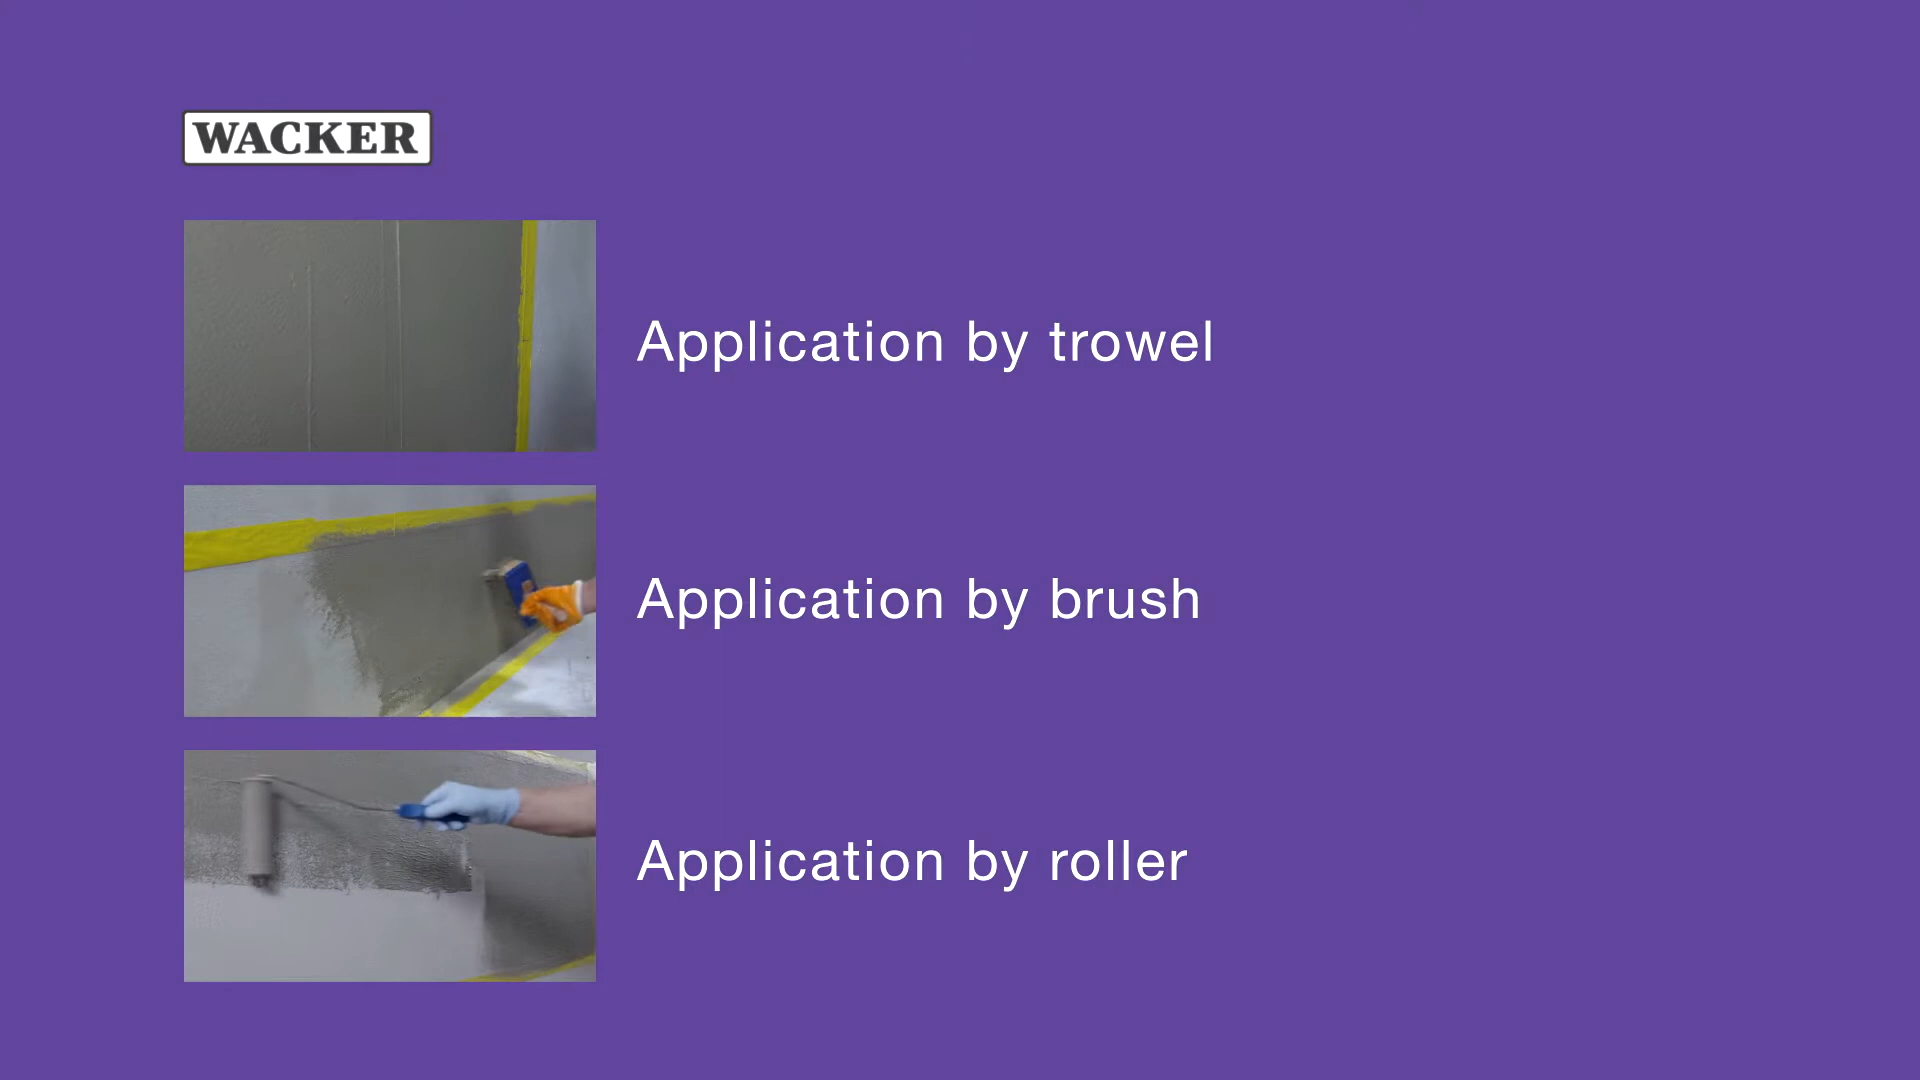 WACKER
Application by trowel
Application by brush
Application by roller